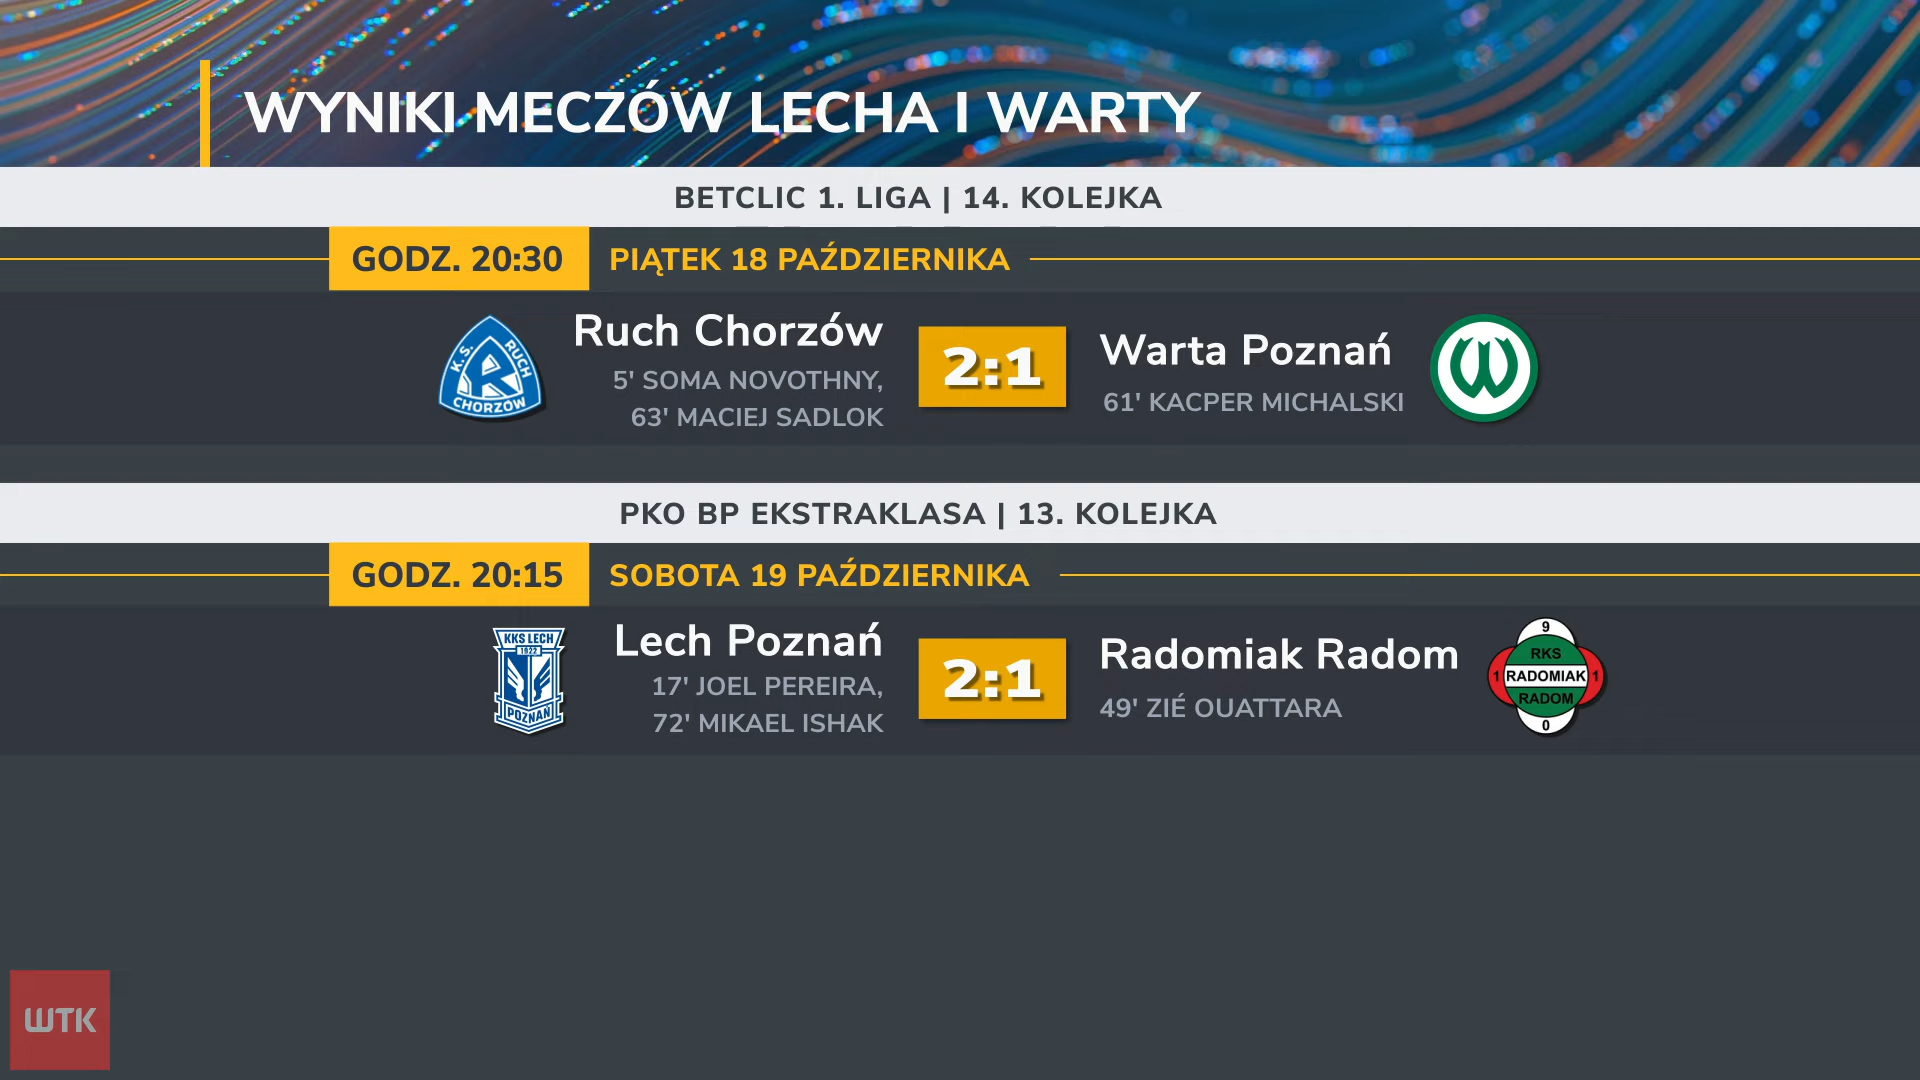 WYNIKI MECZÓW LECHA I WARTY
BETCLIC 1. LIGA | 14. KOLEJKA
GODZ. 20:30 PIĄTEK 18 PAŹDZIERNIKA
K.S. RUCH CHORZÓW
Ruch Chorzów
5' SOMA NOVOTHNY,
63' MACIEJ SADLOK
2:1
Warta Poznań
61' KACPER MICHALSKI
PKO BP EKSTRAKLASA | 13. KOLEJKA
GODZ. 20:15 SOBOTA 19 PAŹDZIERNIKA
KKS LECH
1922
POZNAŃ
Lech Poznań
17' JOEL PEREIRA,
72' MIKAEL ISHAK
2:1
Radomiak Radom
49' ZIÉ OUATTARA
9
RKS
1 RADOMIAK 1
RADOM
0
WTK